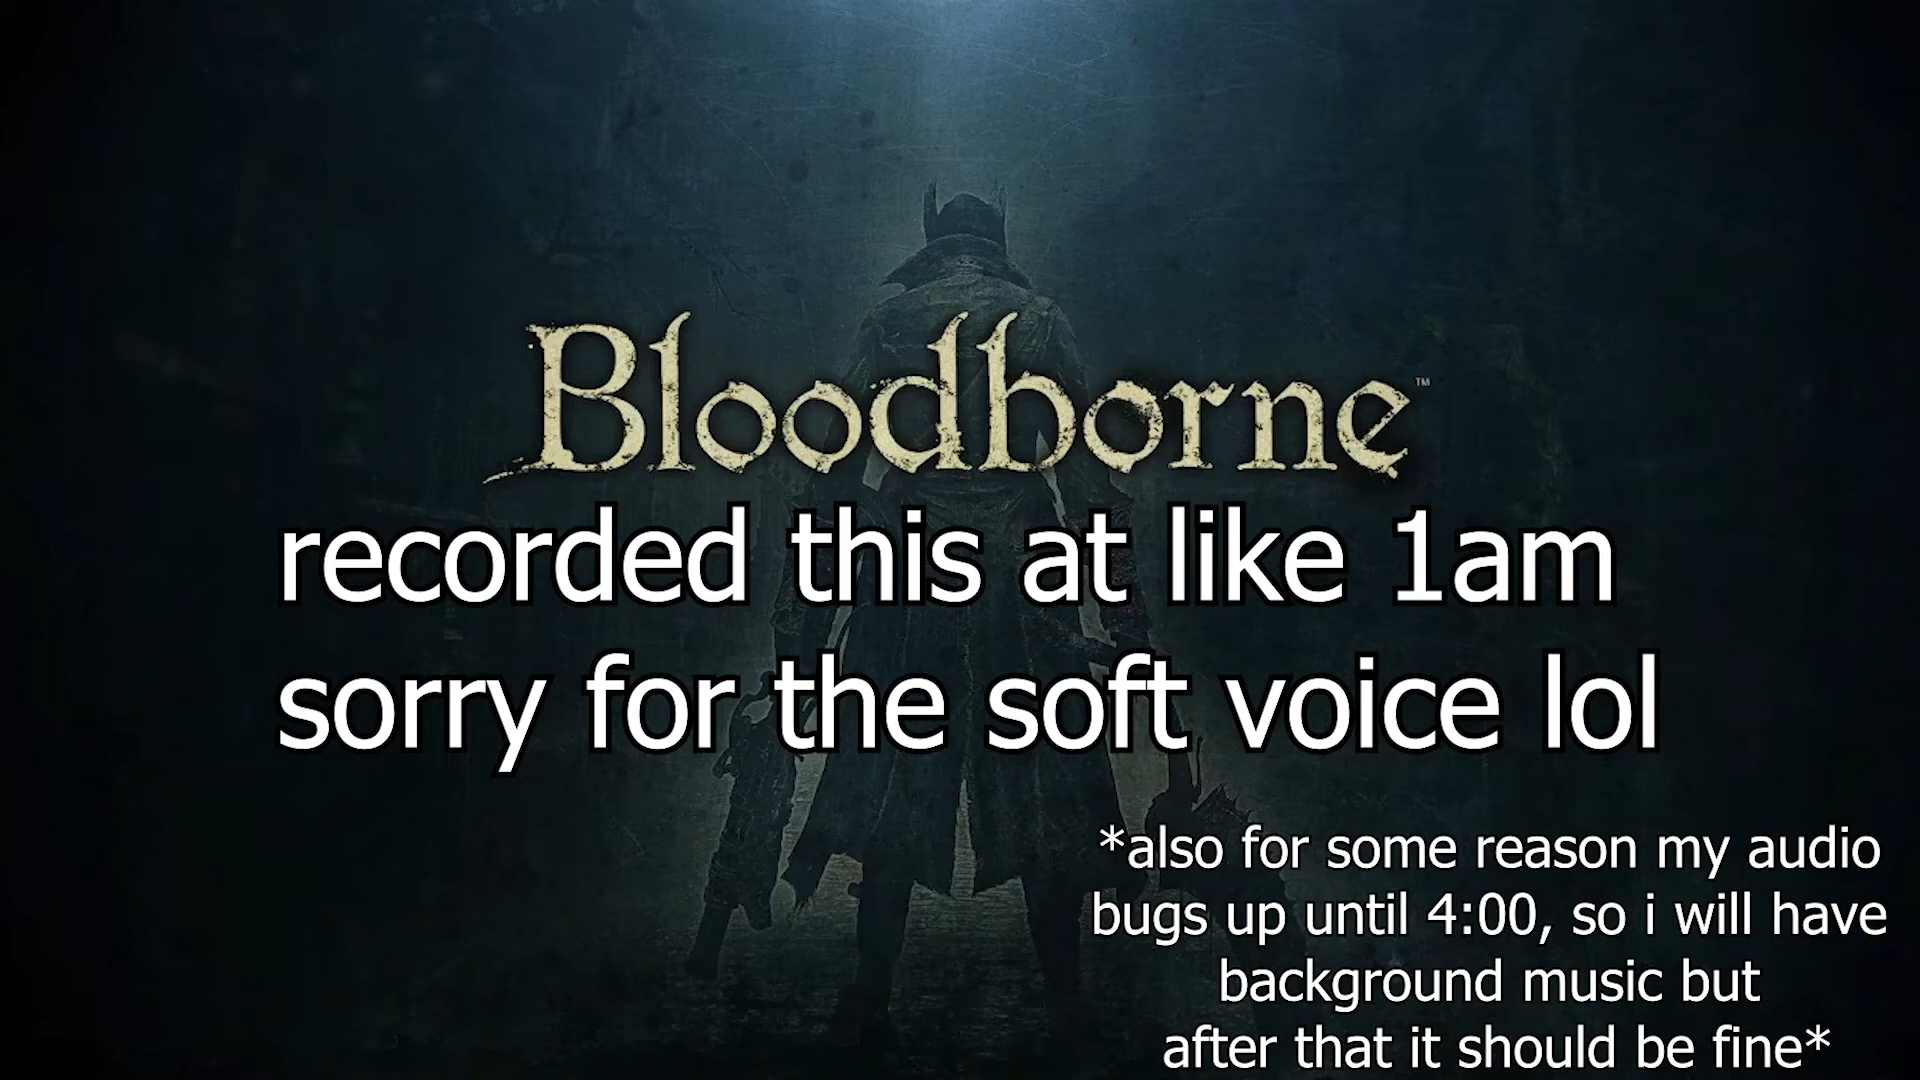 Bloodborne™
recorded this at like 1am
sorry for the soft voice lol
*also for some reason my audio
bugs up until 4:00, so i will have
background music but
after that it should be fine*